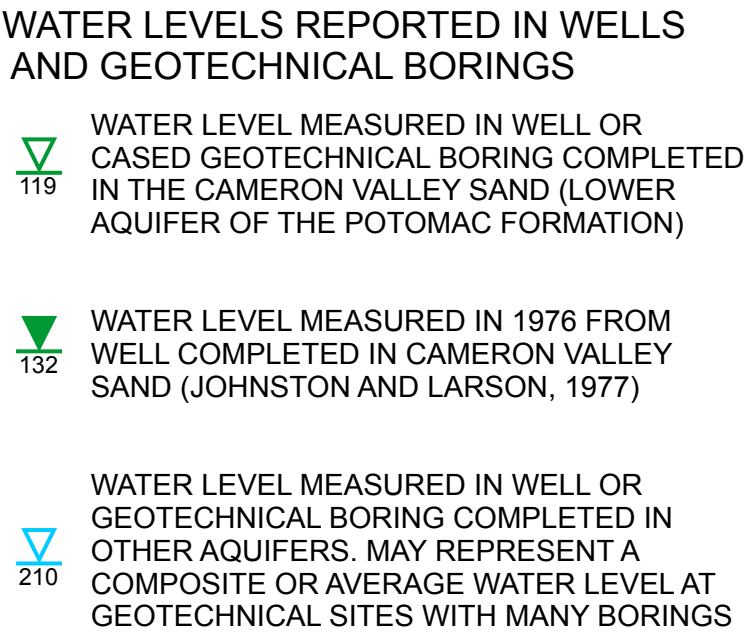 WATER LEVELS REPORTED IN WELLS
AND GEOTECHNICAL BORINGS
119
WATER LEVEL MEASURED IN WELL OR
CASED GEOTECHNICAL BORING COMPLETED
IN THE CAMERON VALLEY SAND (LOWER
AQUIFER OF THE POTOMAC FORMATION)
132
WATER LEVEL MEASURED IN 1976 FROM
WELL COMPLETED IN CAMERON VALLEY
SAND (JOHNSTON AND LARSON, 1977)
210
WATER LEVEL MEASURED IN WELL OR
GEOTECHNICAL BORING COMPLETED IN
OTHER AQUIFERS. MAY REPRESENT A
COMPOSITE OR AVERAGE WATER LEVEL AT
GEOTECHNICAL SITES WITH MANY BORINGS